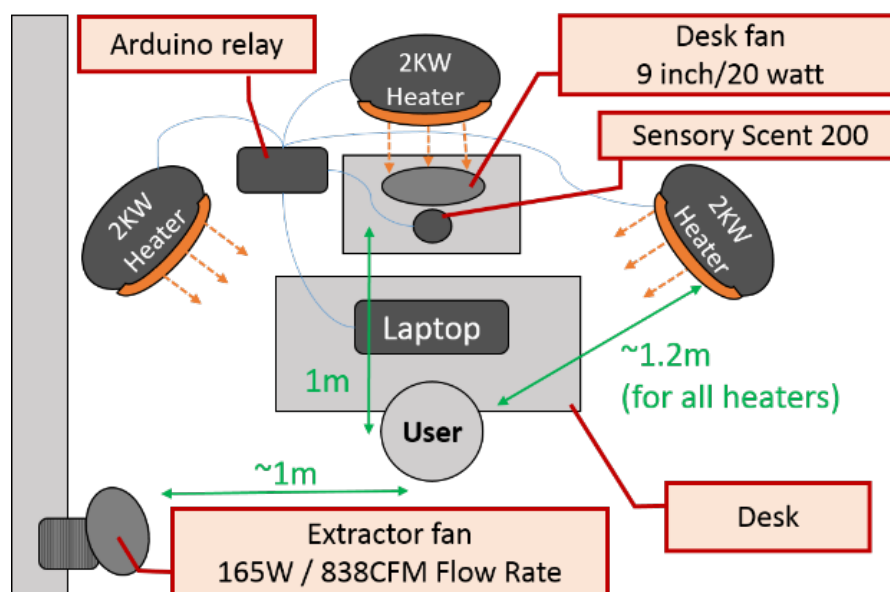 Arduino relay
2KW
Heater
Desk fan
9 inch/20 watt
Sensory Scent 200
2KW
Heater
2KW
Heater
Laptop
1m
~1.2m
(for all heaters)
User
~1m
Desk
Extractor fan
165W / 838CFM Flow Rate